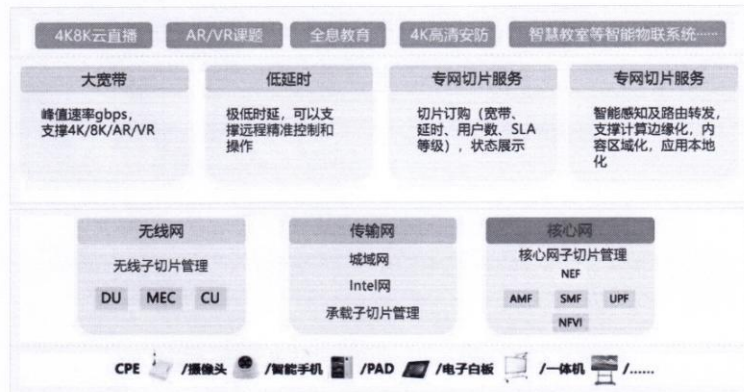 4K8K云直播 AR/VR课题 全息教育 4K高清安防 智慧教室等智能物联系统……
大宽带
峰值速率gbps，
支撑4K/8K/AR/VR
低延时
极低时延，可以支
撑远程精准控制和
操作
专网切片服务
切片订购（宽带、
延时、用户数、SLA
等级），状态展示
专网切片服务
智能感知及路由转发，
支撑计算边缘化，内
容区域化，应用本地
化
无线网
无线子切片管理
DU MEC CU
传输网
城域网
Intel网
承载子切片管理
核心网
核心网子切片管理
NEF
AMF SMF UPF
NFVI
CPE /摄像头 /智能手机 /PAD /电子白板 /一体机 /……